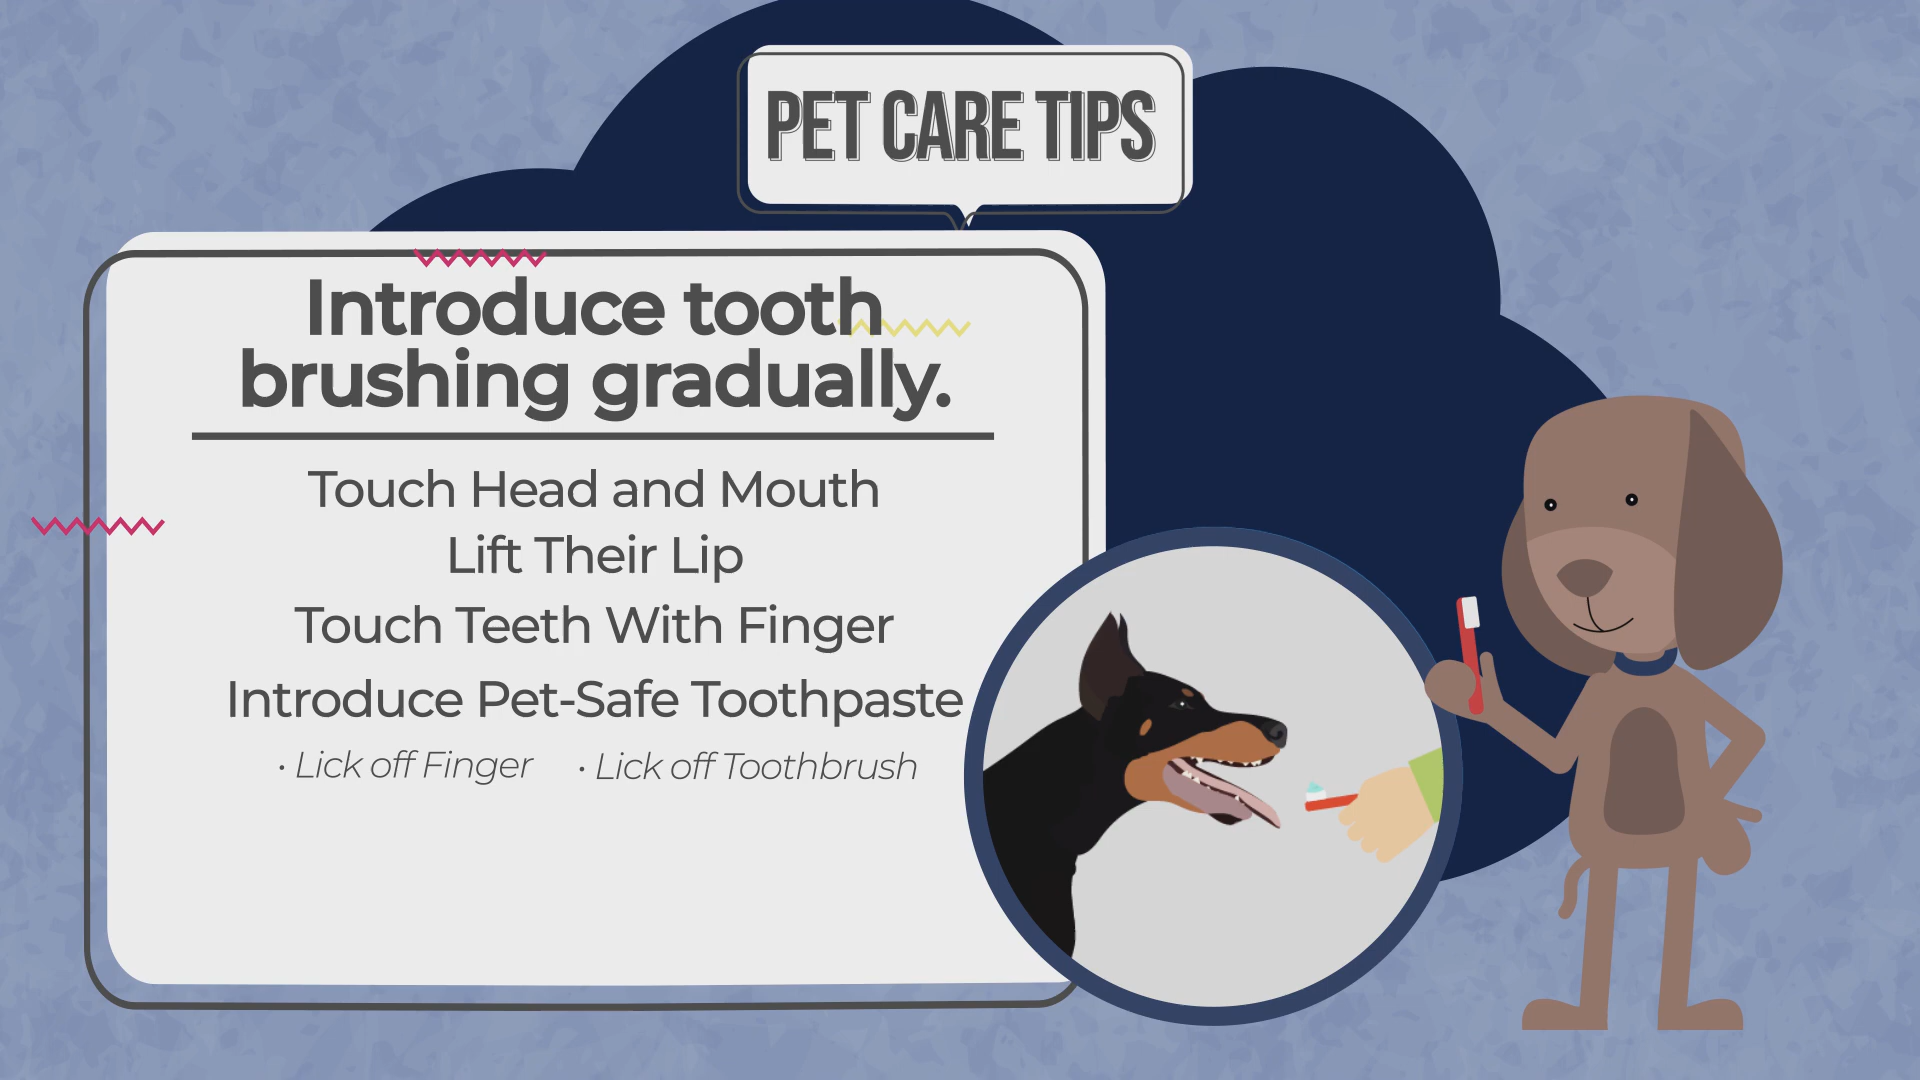 PET CARE TIPS
Introduce tooth
brushing gradually.
Touch Head and Mouth
Lift Their Lip
Touch Teeth With Finger
Introduce Pet-Safe Toothpaste
• Lick off Finger • Lick off Toothbrush